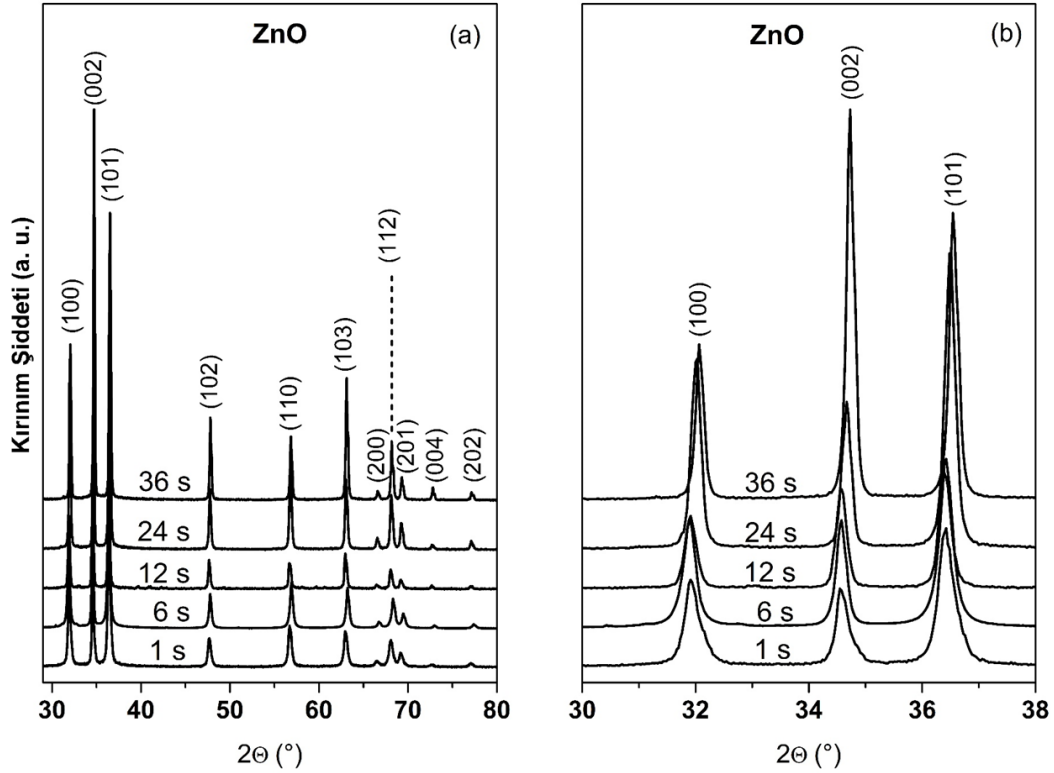 ZnO
(a)
(002)
(101)
(112)
(100)
(103)
(102)
(110)
(200)
(201)
(004)
(202)
36 s
24 s
12 s
6 s
1 s
Kırınım Şiddeti (a. u.)
30 40 50 60 70 80
2Θ (°)
ZnO
(b)
(002)
(101)
(100)
36 s
24 s
12 s
6 s
1 s
30 32 34 36 38
2Θ (°)